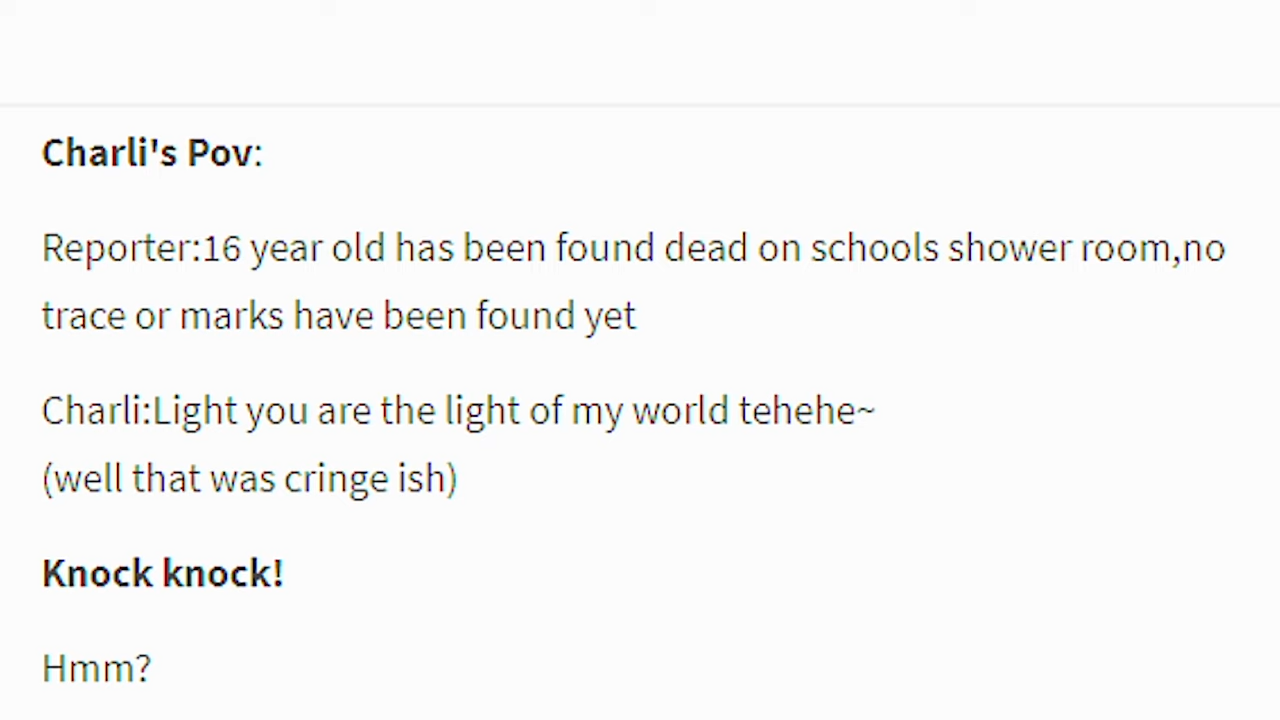 Charli's Pov:
Reporter:16 year old has been found dead on schools shower room,no
trace or marks have been found yet
Charli:Light you are the light of my world tehehe~
(well that was cringe ish)
Knock knock!
Hmm?